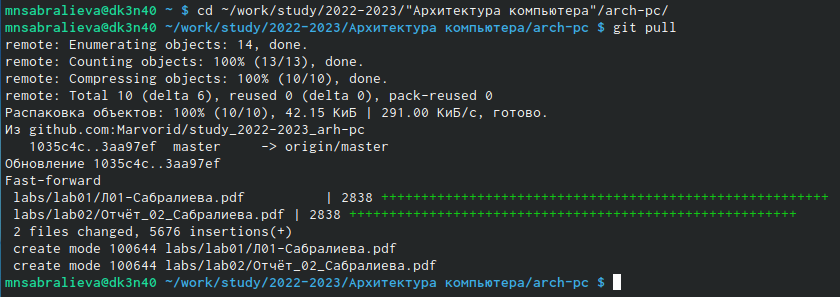 mnsabralieva@dk3n40 ~ $ cd ~/work/study/2022-2023/"Архитектура компьютера"/arch-pc/
mnsabralieva@dk3n40 ~/work/study/2022-2023/Архитектура компьютера/arch-pc $ git pull
remote: Enumerating objects: 14, done.
remote: Counting objects: 100% (13/13), done.
remote: Compressing objects: 100% (10/10), done.
remote: Total 10 (delta 6), reused 0 (delta 0), pack-reused 0
Распаковка объектов: 100% (10/10), 42.15 КиБ | 291.00 КиБ/с, готово.
Из github.com:Marvorid/study_2022-2023_arh-pc
   1035c4c..3aa97ef  master     -> origin/master
Обновление 1035c4c..3aa97ef
Fast-forward
 labs/lab01/Л01-Сабралиева.pdf          | 2838 ++++++++++++++++++++++++++++++++++++++++++++++++++++++++
 labs/lab02/Отчёт_02_Сабралиева.pdf | 2838 ++++++++++++++++++++++++++++++++++++++++++++++++++++++++
 2 files changed, 5676 insertions(+)
 create mode 100644 labs/lab01/Л01-Сабралиева.pdf
 create mode 100644 labs/lab02/Отчёт_02_Сабралиева.pdf
mnsabralieva@dk3n40 ~/work/study/2022-2023/Архитектура компьютера/arch-pc $